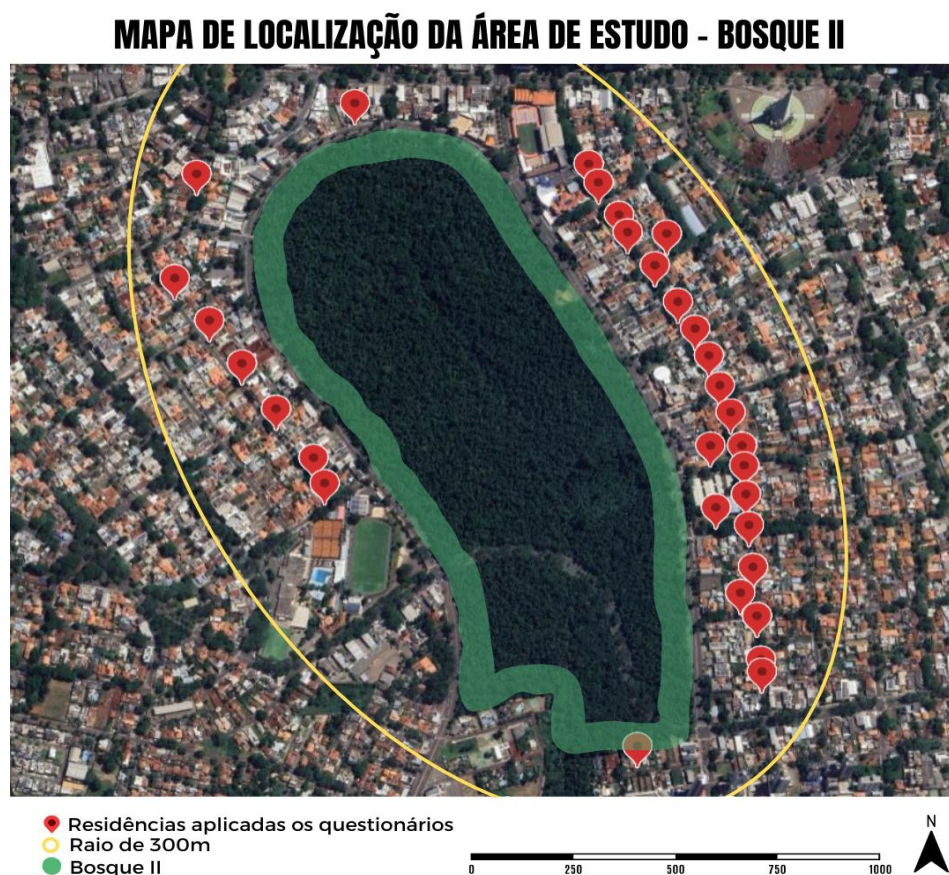 MAPA DE LOCALIZAÇÃO DA ÁREA DE ESTUDO - BOSQUE II
Residências aplicadas os questionários
Raio de 300m
Bosque II
0 250 500 750 1000
N